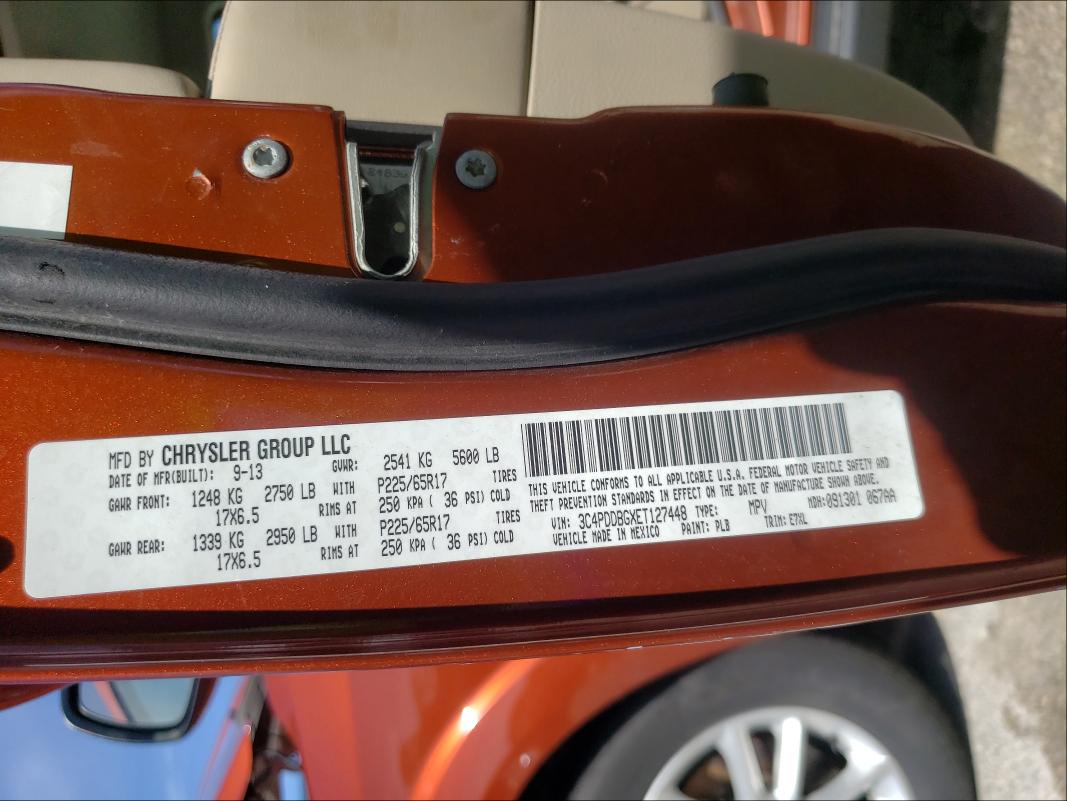 MFD BY CHRYSLER GROUP LLC
DATE OF MFR(BUILT): 9-13 GVWR: 2541 KG 5600 LB
GAWR FRONT: 1248 KG 2750 LB WITH P225/65R17 TIRES
17X6.5 RIMS AT 250 KPA ( 36 PSI) COLD
GAWR REAR: 1339 KG 2950 LB WITH P225/65R17 TIRES
17X6.5 RIMS AT 250 KPA ( 36 PSI) COLD
THIS VEHICLE CONFORMS TO ALL APPLICABLE U.S.A. FEDERAL MOTOR VEHICLE SAFETY AND
THEFT PREVENTION STANDARDS IN EFFECT ON THE DATE OF MANUFACTURE SHOWN ABOVE.
VIN: 3C4PDDBGXET127448 TYPE: MPV MDH:091301 067AA
VEHICLE MADE IN MEXICO PAINT: PLB TRIM: E7XL